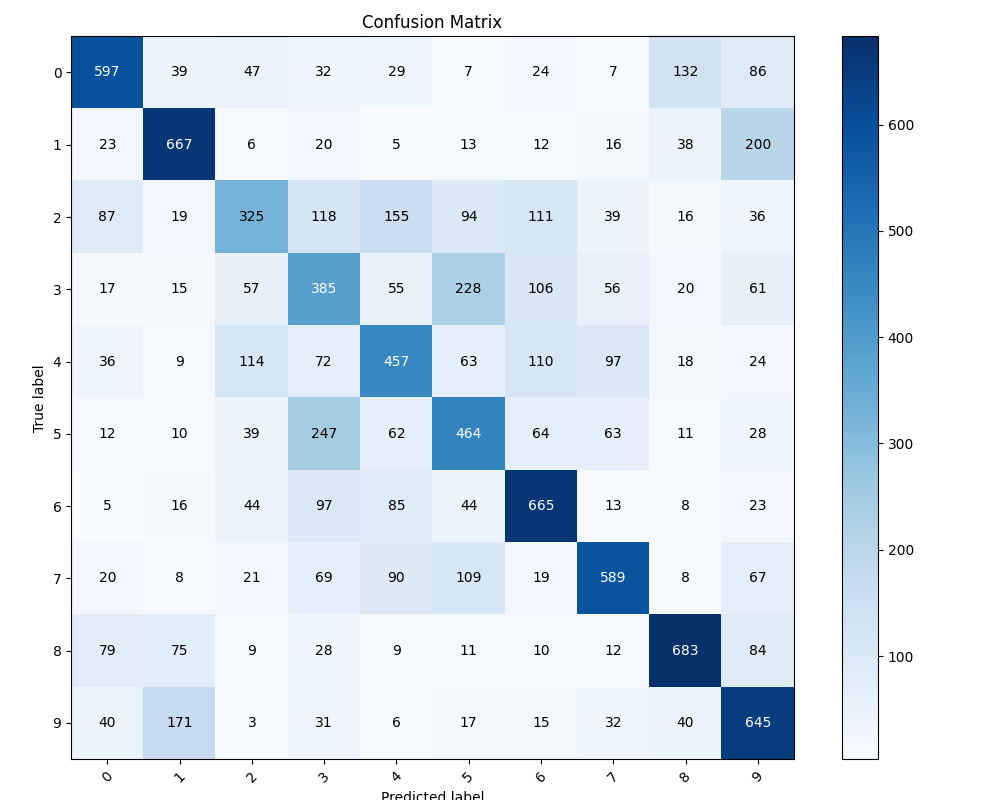 Confusion Matrix
0 597 39 47 32 29 7 24 7 132 86
1 23 667 6 20 5 13 12 16 38 200
2 87 19 325 118 155 94 111 39 16 36
3 17 15 57 385 55 228 106 56 20 61
4 36 9 114 72 457 63 110 97 18 24
5 12 10 39 247 62 464 64 63 11 28
6 5 16 44 97 85 44 665 13 8 23
7 20 8 21 69 90 109 19 589 8 67
8 79 75 9 28 9 11 10 12 683 84
9 40 171 3 31 6 17 15 32 40 645
0 1 2 3 4 5 6 7 8 9
True label
Predicted label
600
500
400
300
200
100